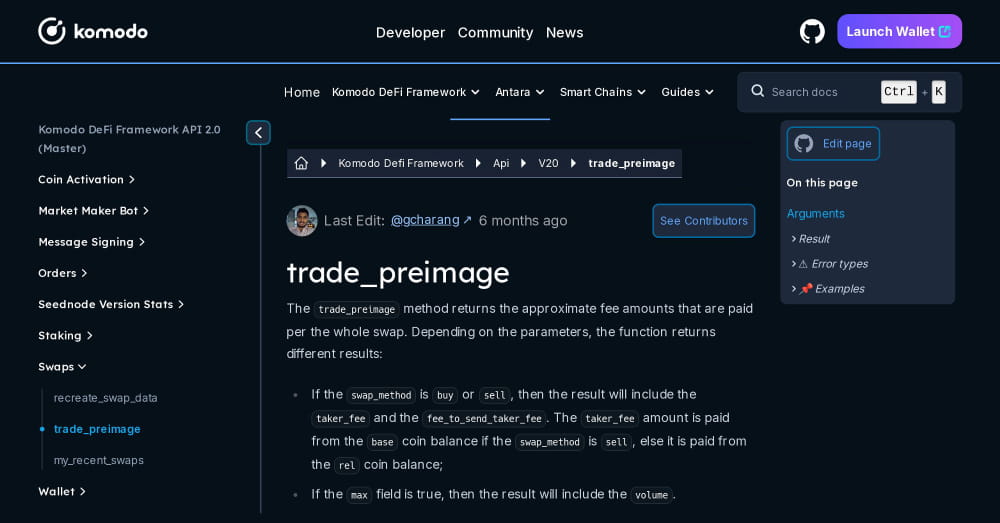 komodo
Developer Community News
Launch Wallet
Home Komodo DeFi Framework Antara Smart Chains Guides
Search docs Ctrl + K
Komodo DeFi Framework API 2.0
(Master)
Coin Activation
Market Maker Bot
Message Signing
Orders
Seednode Version Stats
Staking
Swaps
recreate_swap_data
trade_preimage
my_recent_swaps
Wallet
Komodo Defi Framework Api V20 trade_preimage
Last Edit: @gcharang ↗ 6 months ago
See Contributors
trade_preimage
The trade_preimage method returns the approximate fee amounts that are paid
per the whole swap. Depending on the parameters, the function returns
different results:
If the swap_method is buy or sell, then the result will include the
taker_fee and the fee_to_send_taker_fee. The taker_fee amount is paid
from the base coin balance if the swap_method is sell, else it is paid from
the rel coin balance;
If the max field is true, then the result will include the volume.
Edit page
On this page
Arguments
Result
⚠ Error types
📌 Examples